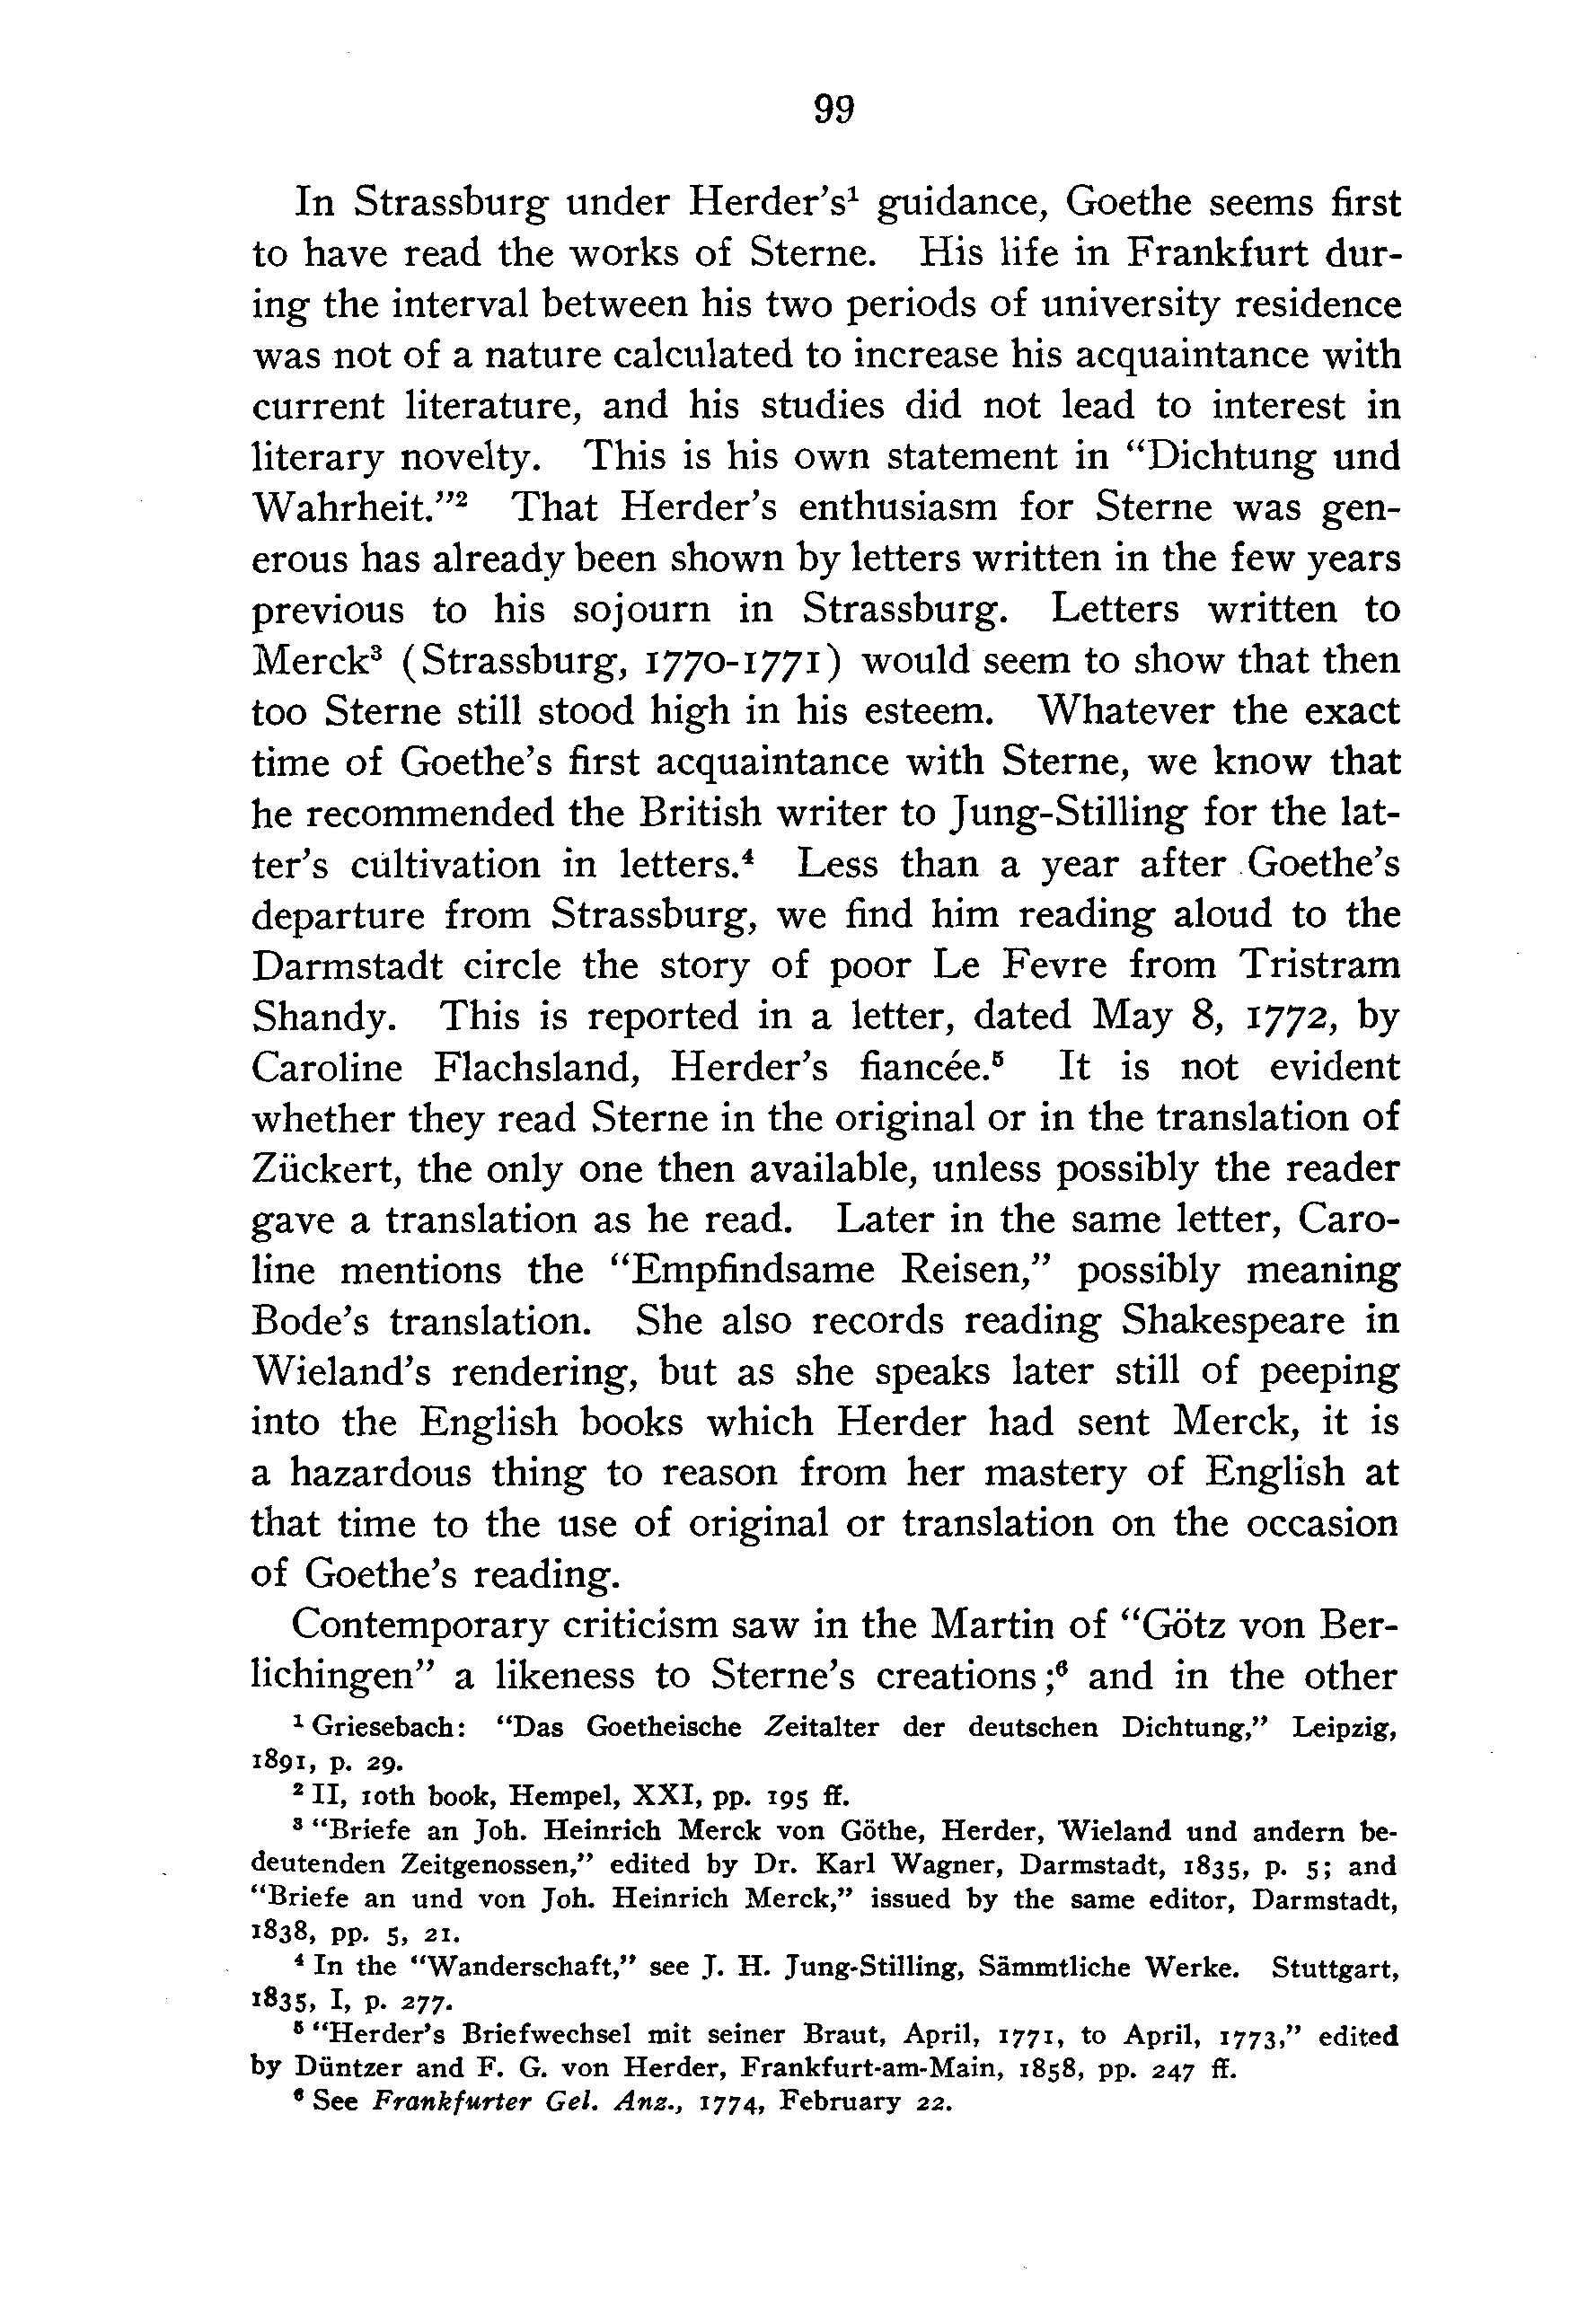 99
In Strassburg under Herder's¹ guidance, Goethe seems first
to have read the works of Sterne. His life in Frankfurt dur-
ing the interval between his two periods of university residence
was not of a nature calculated to increase his acquaintance with
current literature, and his studies did not lead to interest in
literary novelty. This is his own statement in “Dichtung und
Wahrheit.”² That Herder's enthusiasm for Sterne was gen-
erous has already been shown by letters written in the few years
previous to his sojourn in Strassburg. Letters written to
Merck³ (Strassburg, 1770-1771) would seem to show that then
too Sterne still stood high in his esteem. Whatever the exact
time of Goethe's first acquaintance with Sterne, we know that
he recommended the British writer to Jung-Stilling for the lat-
ter's cultivation in letters.⁴ Less than a year after Goethe's
departure from Strassburg, we find him reading aloud to the
Darmstadt circle the story of poor Le Fevre from Tristram
Shandy. This is reported in a letter, dated May 8, 1772, by
Caroline Flachsland, Herder's fiancée.⁵ It is not evident
whether they read Sterne in the original or in the translation of
Zückert, the only one then available, unless possibly the reader
gave a translation as he read. Later in the same letter, Caro-
line mentions the “Empfindsame Reisen,” possibly meaning
Bode's translation. She also records reading Shakespeare in
Wieland's rendering, but as she speaks later still of peeping
into the English books which Herder had sent Merck, it is
a hazardous thing to reason from her mastery of English at
that time to the use of original or translation on the occasion
of Goethe's reading.
Contemporary criticism saw in the Martin of “Götz von Ber-
lichingen” a likeness to Sterne's creations;⁶ and in the other
¹ Griesebach: “Das Goetheische Zeitalter der deutschen Dichtung,” Leipzig,
1891, p. 29.
² II, 10th book, Hempel, XXI, pp. 195 ff.
³ “Briefe an Joh. Heinrich Merck von Göthe, Herder, Wieland und andern be-
deutenden Zeitgenossen,” edited by Dr. Karl Wagner, Darmstadt, 1835, p. 5; and
“Briefe an und von Joh. Heinrich Merck,” issued by the same editor, Darmstadt,
1838, pp. 5, 21.
⁴ In the “Wanderschaft,” see J. H. Jung-Stilling, Sämmtliche Werke. Stuttgart,
1835, I, p. 277.
⁵ “Herder's Briefwechsel mit seiner Braut, April, 1771, to April, 1773,” edited
by Düntzer and F. G. von Herder, Frankfurt-am-Main, 1858, pp. 247 ff.
⁶ See Frankfurter Gel. Anz., 1774, February 22.